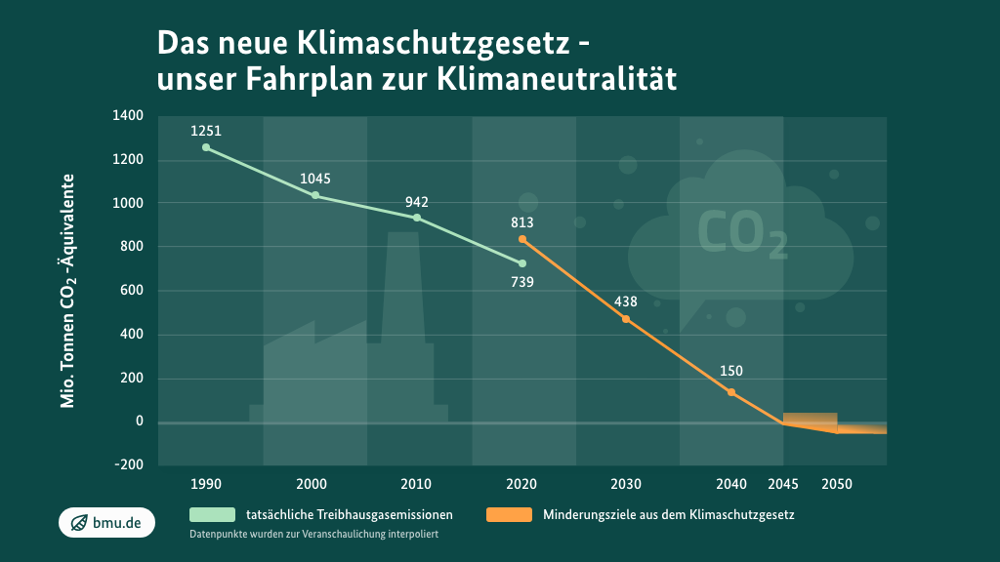 Das neue Klimaschutzgesetz -
unser Fahrplan zur Klimaneutralität
Mio. Tonnen CO₂ -Äquivalente
1400
1200
1000
800
600
400
200
0
-200
1251
1045
942
813
739
438
150
CO₂
1990 2000 2010 2020 2030 2040 2045 2050
bmu.de
tatsächliche Treibhausgasemissionen
Minderungsziele aus dem Klimaschutzgesetz
Datenpunkte wurden zur Veranschaulichung interpoliert